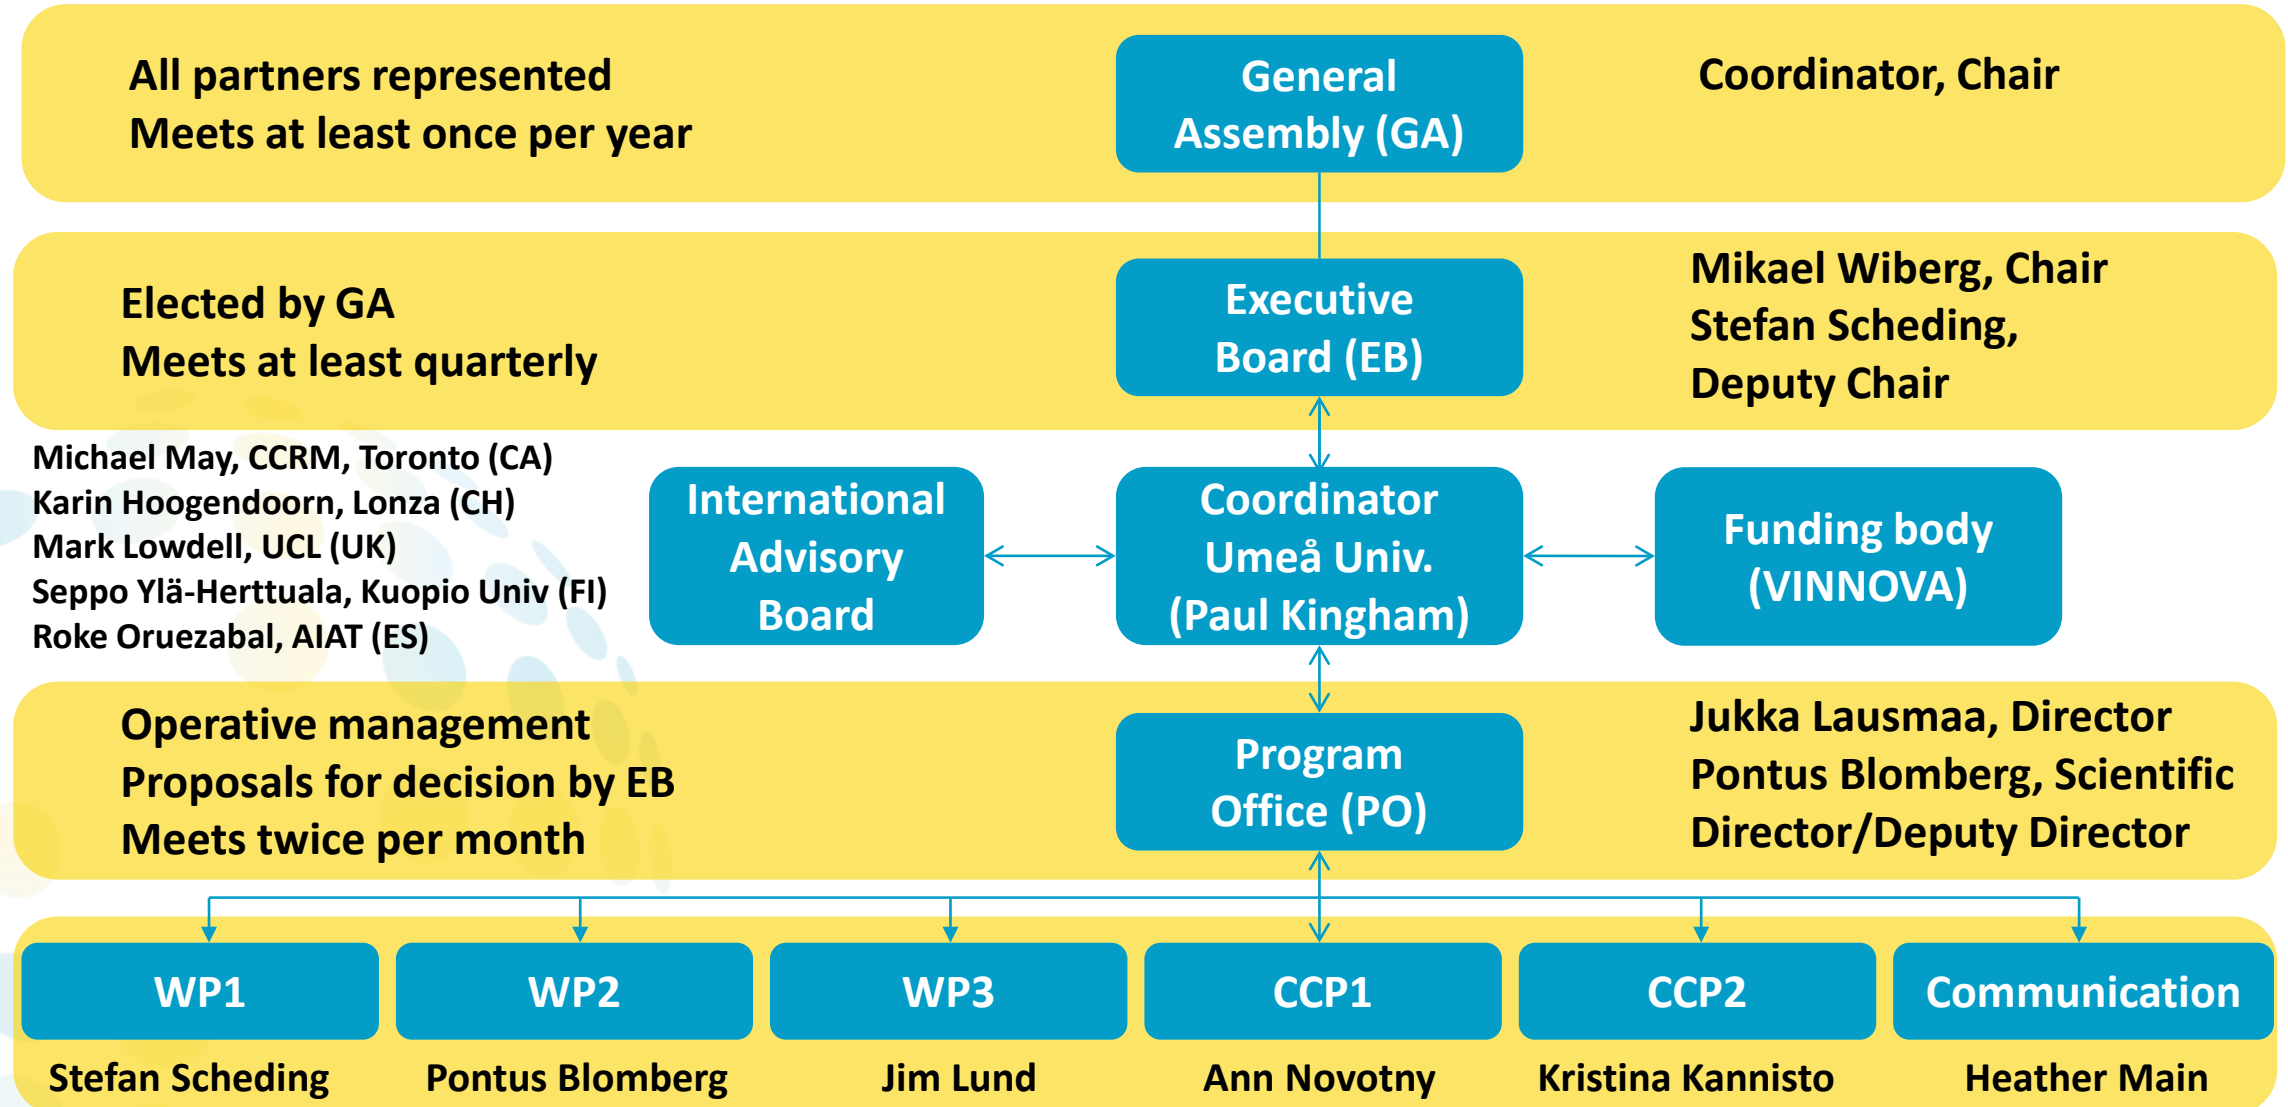 All partners represented
Meets at least once per year
General
Assembly (GA)
Coordinator, Chair
Elected by GA
Meets at least quarterly
Executive
Board (EB)
Mikael Wiberg, Chair
Stefan Scheding,
Deputy Chair
Michael May, CCRM, Toronto (CA)
Karin Hoogendoorn, Lonza (CH)
Mark Lowdell, UCL (UK)
Seppo Ylä-Herttuala, Kuopio Univ (FI)
Roke Oruezabal, AIAT (ES)
International
Advisory
Board
Coordinator
Umeå Univ.
(Paul Kingham)
Funding body
(VINNOVA)
Operative management
Proposals for decision by EB
Meets twice per month
Program
Office (PO)
Jukka Lausmaa, Director
Pontus Blomberg, Scientific
Director/Deputy Director
WP1
WP2
WP3
CCP1
CCP2
Communication
Stefan Scheding
Pontus Blomberg
Jim Lund
Ann Novotny
Kristina Kannisto
Heather Main